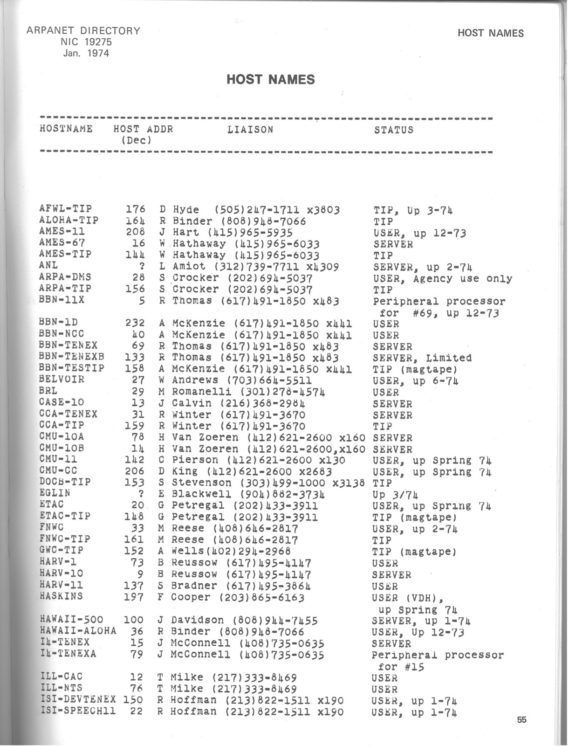 ARPANET DIRECTORY
NIC 19275
Jan. 1974
HOST NAMES
HOST NAMES
HOSTNAME HOST ADDR LIAISON STATUS
(Dec)
AFWL-TIP 176 D Hyde (505)247-1711 x3803 TIP, Up 3-74
ALOHA-TIP 164 R Binder (808)948-7066 TIP
AMES-11 208 J Hart (415)965-5935 USER, up 12-73
AMES-67 16 W Hathaway (415)965-6033 SERVER
AMES-TIP 144 W Hathaway (415)965-6033 TIP
ANL ? L Amiot (312)739-7711 x4309 SERVER, up 2-74
ARPA-DMS 28 S Crocker (202)694-5037 USER, Agency use only
ARPA-TIP 156 S Crocker (202)694-5037 TIP
BBN-11X 5 R Thomas (617)491-1850 x483 Peripheral processor
for #69, up 12-73
BBN-1D 232 A McKenzie (617)491-1850 x441 USER
BBN-NCC 40 A McKenzie (617)491-1850 x441 USER
BBN-TENEX 69 R Thomas (617)491-1850 x483 SERVER
BBN-TENEXB 133 R Thomas (617)491-1850 x483 SERVER, Limited
BBN-TESTIP 158 A McKenzie (617)491-1850 x441 TIP (magtape)
BELVOIR 27 W Andrews (703)664-5511 USER, up 6-74
BRL 29 M Romanelli (301)278-4574 USER
CASE-10 13 J Calvin (216)368-2984 SERVER
CCA-TENEX 31 R Winter (617)491-3670 SERVER
CCA-TIP 159 R Winter (617)491-3670 TIP
CMU-10A 78 H Van Zoeren (412)621-2600 x160 SERVER
CMU-10B 14 H Van Zoeren (412)621-2600,x160 SERVER
CMU-11 142 C Pierson (412)621-2600 x130 USER, up Spring 74
CMU-CC 206 D King (412)621-2600 x2683 USER, up Spring 74
DOCB-TIP 153 S Stevenson (303)499-1000 x3138 TIP
EGLIN ? E Blackwell (904)882-3734 Up 3/74
ETAC 20 G Petregal (202)433-3911 USER, up Spring 74
ETAC-TIP 148 G Petregal (202)433-3911 TIP (magtape)
FNWC 33 M Reese (408)646-2817 USER, up 2-74
FNWC-TIP 161 M Reese (408)646-2817 TIP
GWC-TIP 152 A Wells(402)294-2968 TIP (magtape)
HARV-1 73 B Reussow (617)495-4147 USER
HARV-10 9 B Reussow (617)495-4147 SERVER
HARV-11 137 S Bradner (617)495-3864 USER
HASKINS 197 F Cooper (203)865-6163 USER (VDH),
up Spring 74
HAWAII-500 100 J Davidson (808)944-7455 SERVER, up 1-74
HAWAII-ALOHA 36 R Binder (808)948-7066 USER, Up 12-73
I4-TENEX 15 J McConnell (408)735-0635 SERVER
I4-TENEXA 79 J McConnell (408)735-0635 Peripheral processor
for #15
ILL-CAC 12 T Milke (217)333-8469 USER
ILL-NTS 76 T Milke (217)333-8469 USER
ISI-DEVTENEX 150 R Hoffman (213)822-1511 x190 USER, up 1-74
ISI-SPEECH11 22 R Hoffman (213)822-1511 x190 USER, up 1-74
55